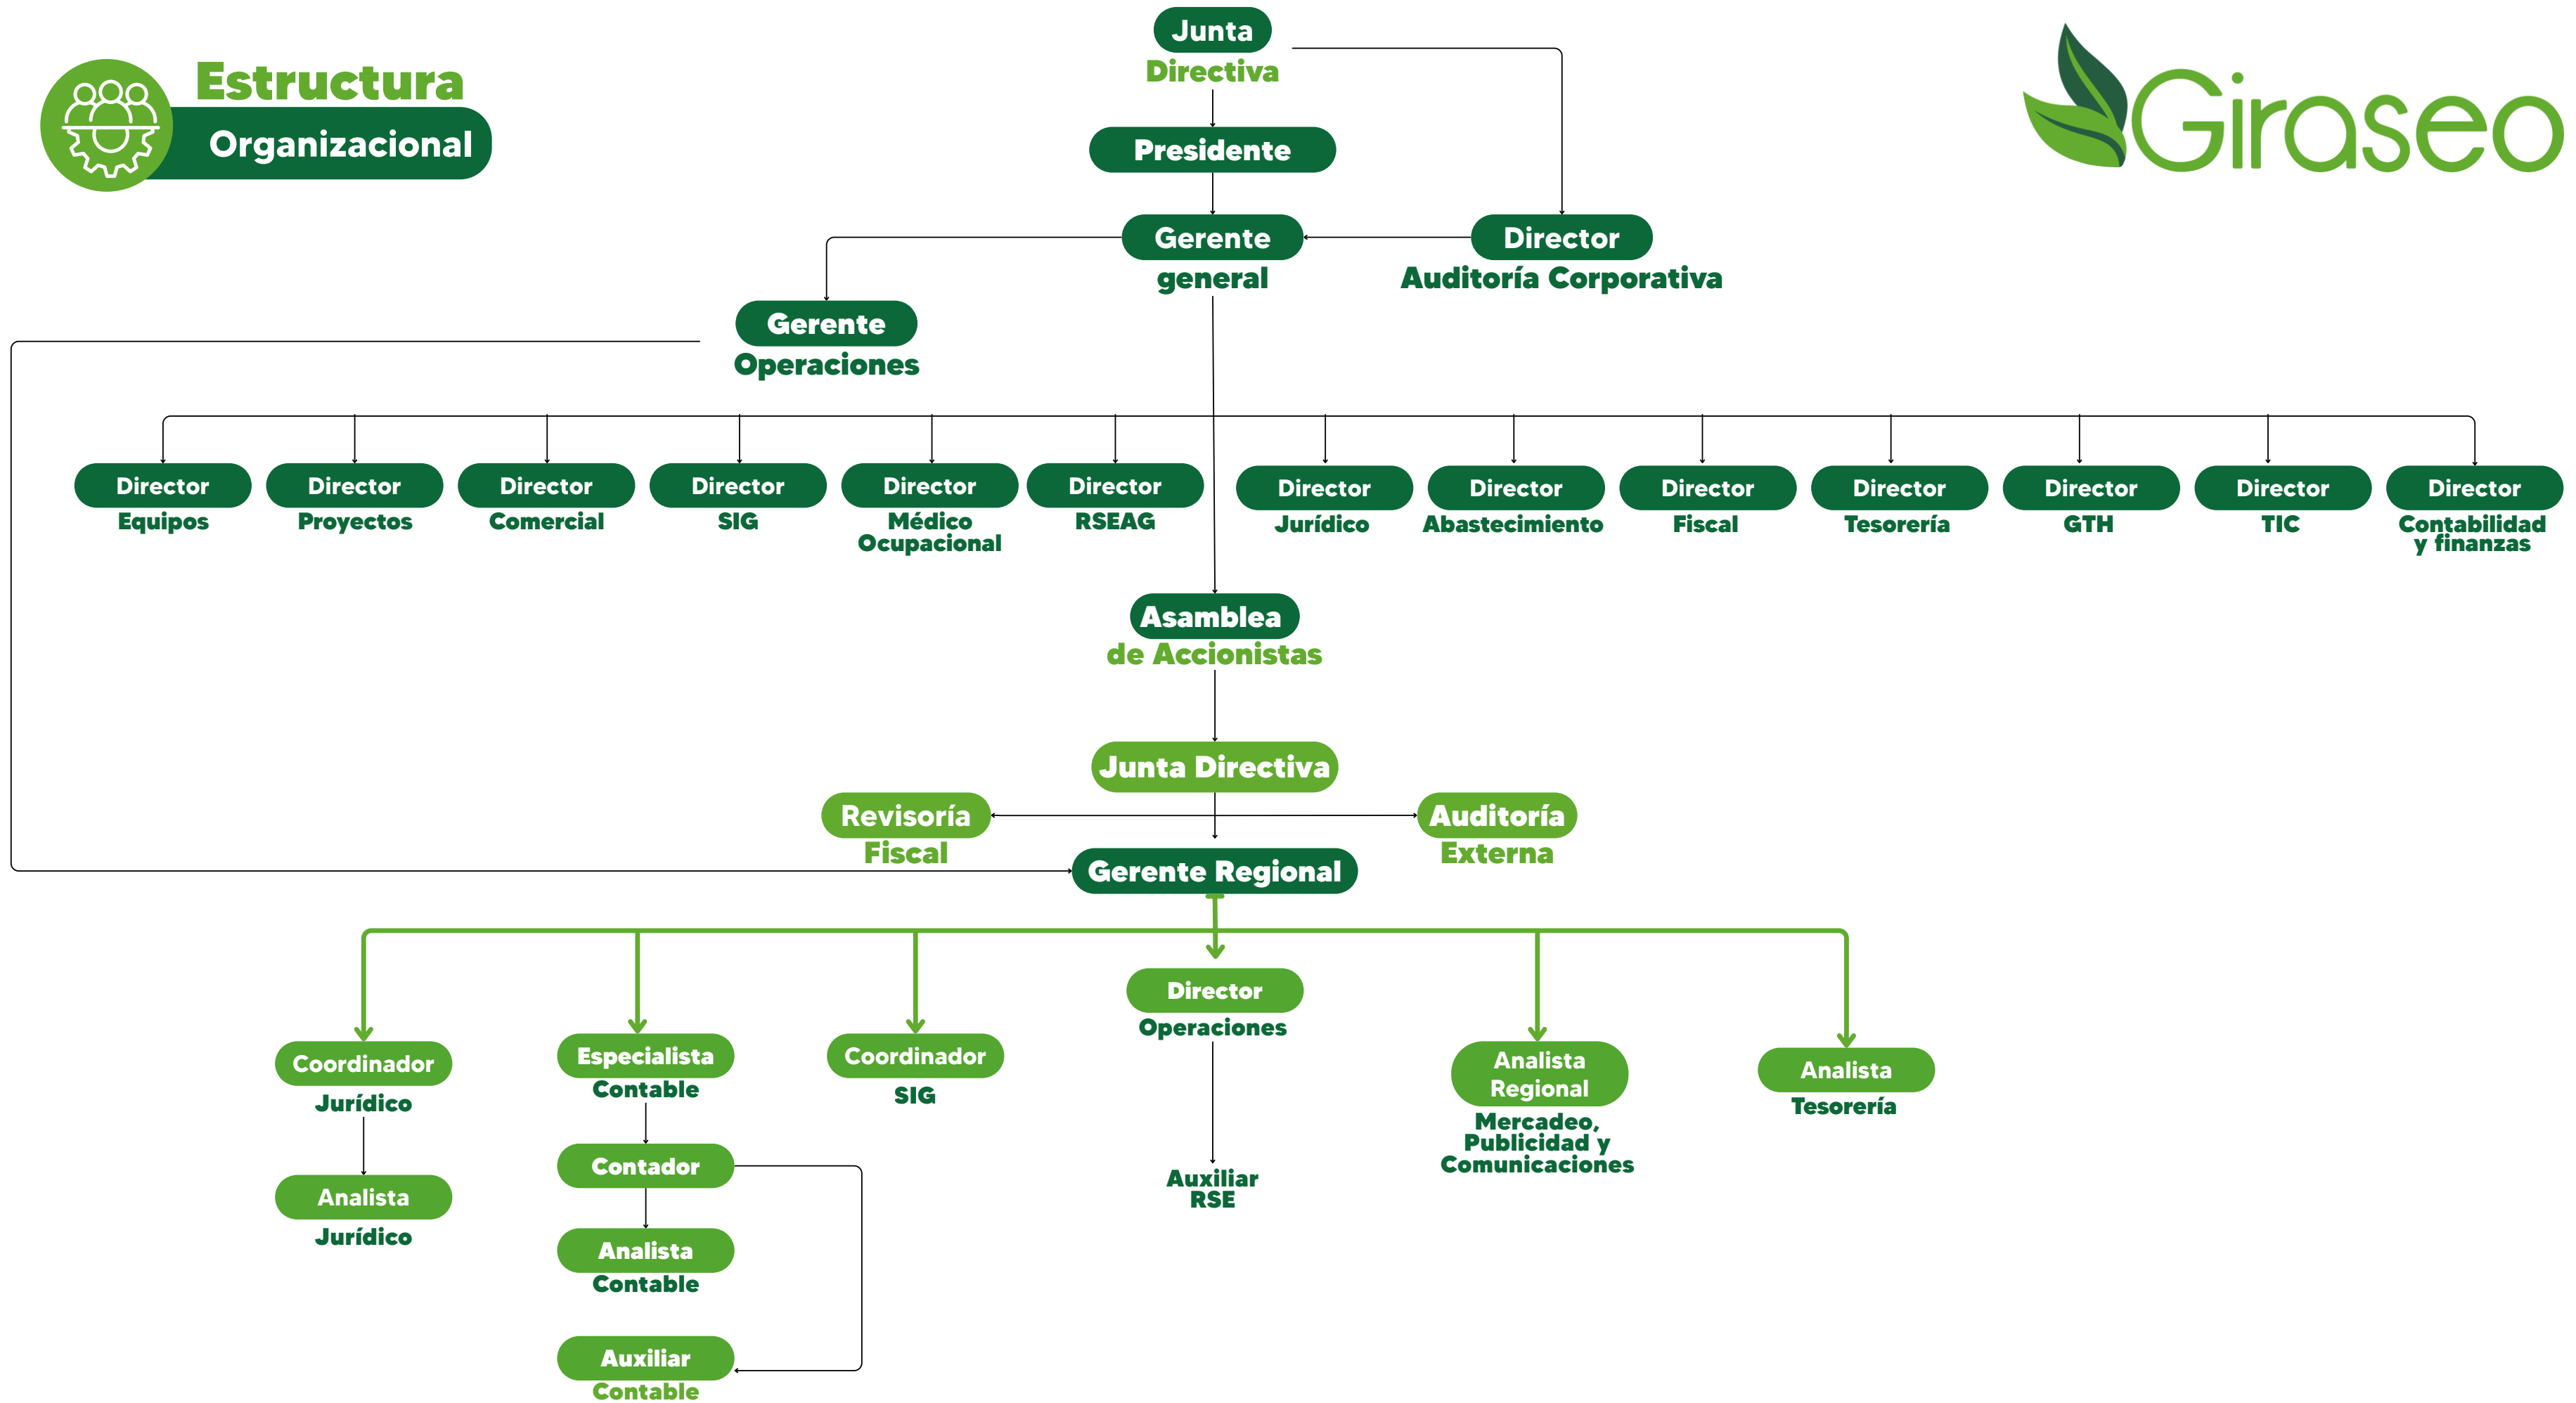 Estructura
Organizacional
Giraseo
Junta
Directiva
Presidente
Gerente
general
Director
Auditoría Corporativa
Gerente
Operaciones
Director
Equipos
Director
Proyectos
Director
Comercial
Director
SIG
Director
Médico
Ocupacional
Director
RSEAG
Director
Jurídico
Director
Abastecimiento
Director
Fiscal
Director
Tesorería
Director
GTH
Director
TIC
Director
Contabilidad
y finanzas
Asamblea
de Accionistas
Junta Directiva
Revisoría
Fiscal
Auditoría
Externa
Gerente Regional
Coordinador
Jurídico
Analista
Jurídico
Especialista
Contable
Contador
Analista
Contable
Auxiliar
Contable
Coordinador
SIG
Director
Operaciones
Auxiliar
RSE
Analista
Regional
Mercadeo,
Publicidad y
Comunicaciones
Analista
Tesorería